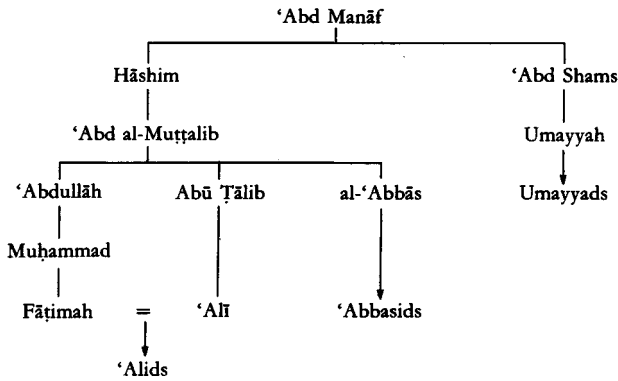 ‘Abd Manāf
Hāshim ‘Abd Shams
‘Abd al-Muṭṭalib Umayyah
‘Abdullāh Abū Ṭālib al-‘Abbās Umayyads
Muḥammad
Fāṭimah = ‘Alī ‘Abbasids
‘Alids